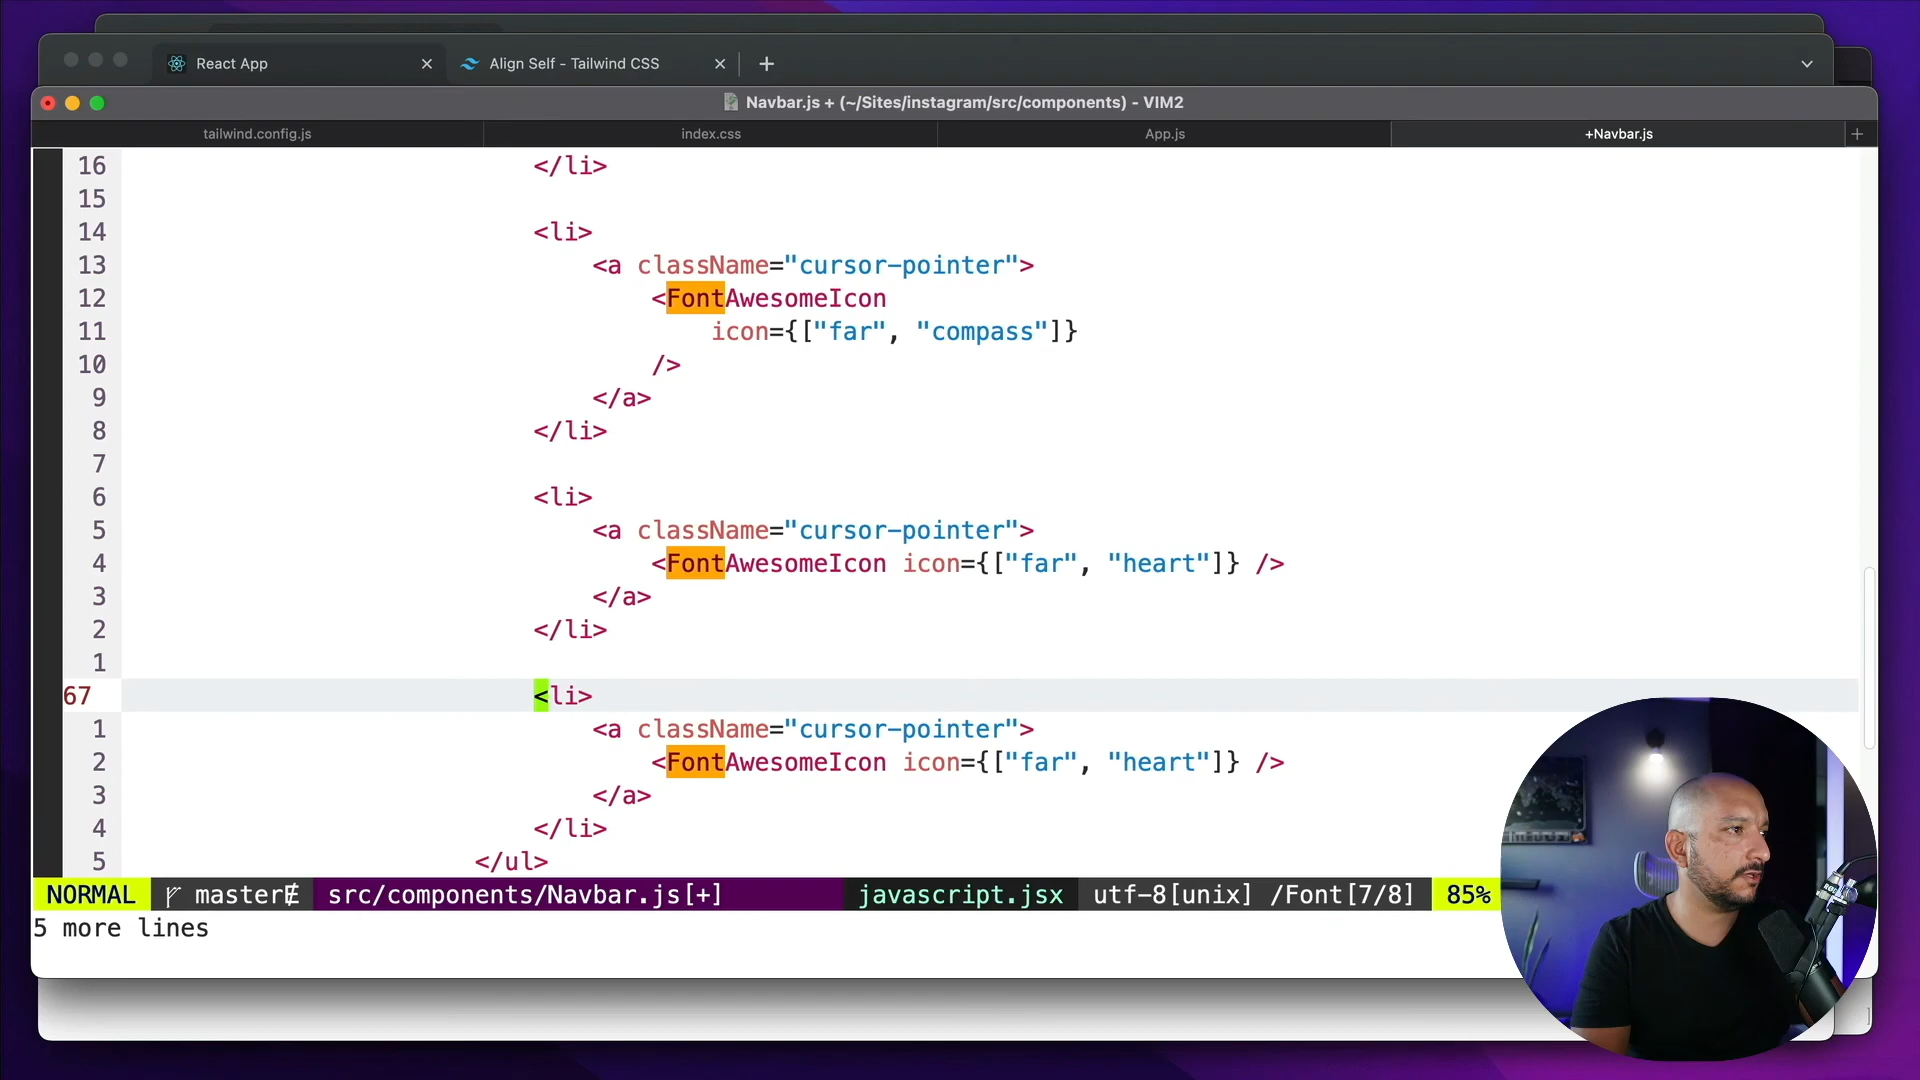 React App
Align Self - Tailwind CSS
Navbar.js + (~/Sites/instagram/src/components) - VIM2
tailwind.config.js
index.css
App.js
+Navbar.js
16 </li>
15
14 <li>
13 <a className="cursor-pointer">
12 <FontAwesomeIcon
11 icon={["far", "compass"]}
10 />
9 </a>
8 </li>
7
6 <li>
5 <a className="cursor-pointer">
4 <FontAwesomeIcon icon={["far", "heart"]} />
3 </a>
2 </li>
1
67 <li>
1 <a className="cursor-pointer">
2 <FontAwesomeIcon icon={["far", "heart"]} />
3 </a>
4 </li>
5 </ul>
NORMAL master src/components/Navbar.js[+] javascript.jsx utf-8[unix] /Font[7/8] 85%
5 more lines